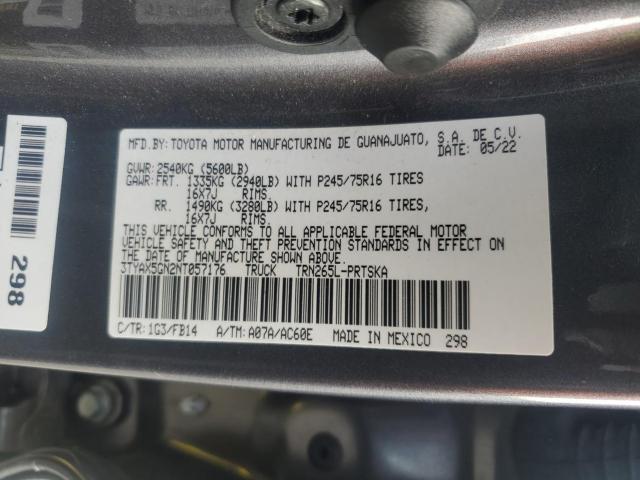 MFD.BY:TOYOTA MOTOR MANUFACTURING DE GUANAJUATO, S.A. DE C.V.
DATE: 05/22
GVWR:2540KG (5600LB)
GAWR:FRT. 1335KG (2940LB) WITH P245/75R16 TIRES
16X7J RIMS.
RR. 1490KG (3280LB) WITH P245/75R16 TIRES,
16X7J RIMS.
THIS VEHICLE CONFORMS TO ALL APPLICABLE FEDERAL MOTOR
VEHICLE SAFETY AND THEFT PREVENTION STANDARDS IN EFFECT ON
THE DATE OF MANUFACTURE SHOWN ABOVE.
3TYAX5GN2NT057176 TRUCK TRN265L-PRTSKA
C/TR:1G3/FB14 A/TM:A07A/AC60E MADE IN MEXICO 298
298